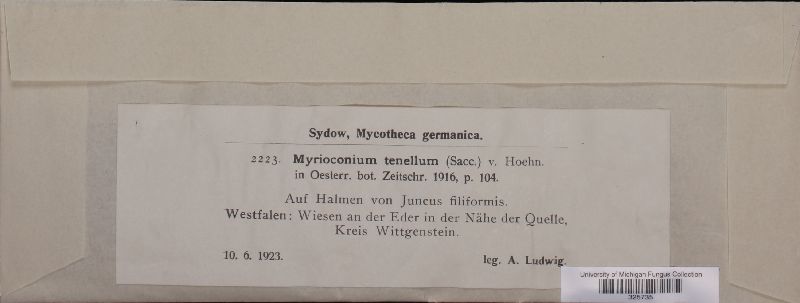 Sydow, Mycotheca germanica.
2223. Myrioconium tenellum (Sacc.) v. Hoehn.
in Oesterr. bot. Zeitschr. 1916, p. 104.
Auf Halmen von Juncus filiformis.
Westfalen: Wiesen an der Eder in der Nähe der Quelle,
Kreis Wittgenstein.
10. 6. 1923. leg. A. Ludwig.
University of Michigan Fungus Collection
325735